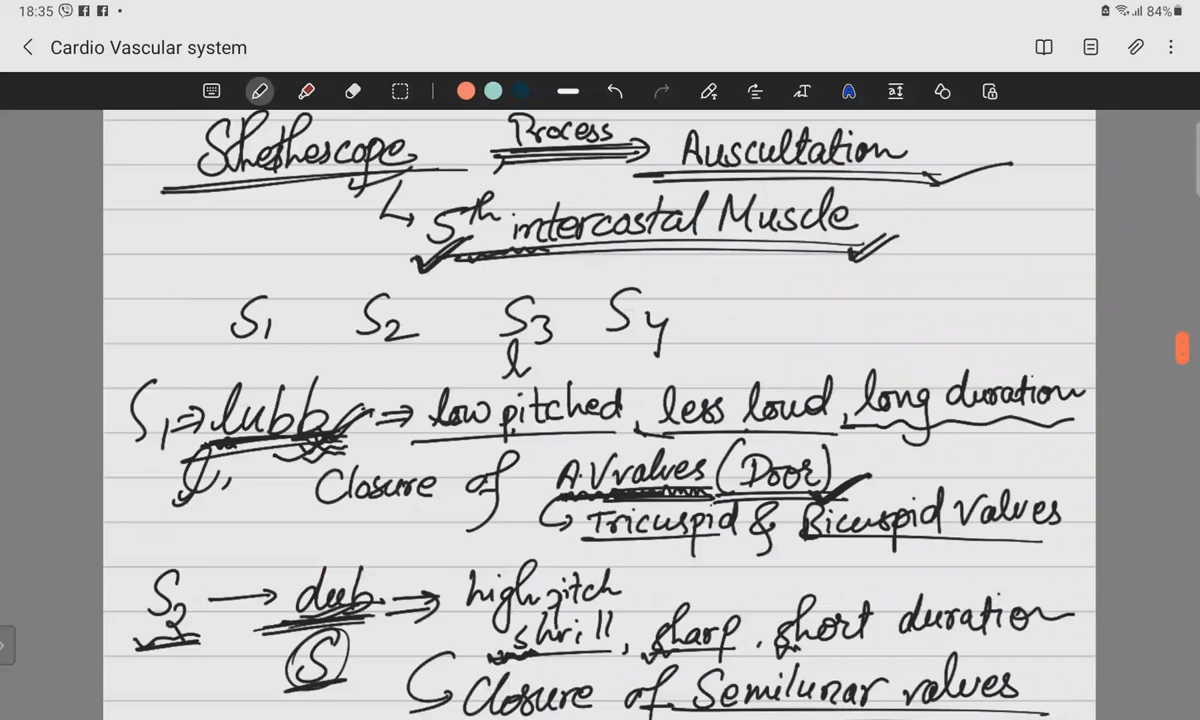 18:35 84%
Cardio Vascular system
Shethescope Process Auscultation
↳ 5th intercostal Muscle
S1 S2 S3 S4
l
S1 ⇒ lubb ⇒ low pitched, less loud, long duration
Closure of A.V valves (Door)
↳ Tricuspid & Bicuspid Valves
S2 → dub ⇒ high pitch
shrill, sharp, short duration
S
Closure of Semilunar valves